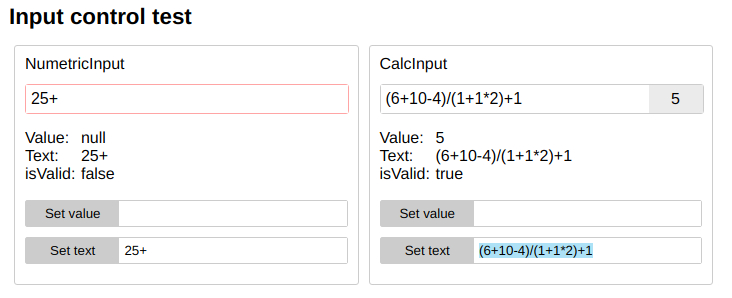 Input control test
NumetricInput
25+
Value: null
Text: 25+
isValid: false
Set value
Set text 25+
CalcInput
(6+10-4)/(1+1*2)+1 5
Value: 5
Text: (6+10-4)/(1+1*2)+1
isValid: true
Set value
Set text (6+10-4)/(1+1*2)+1